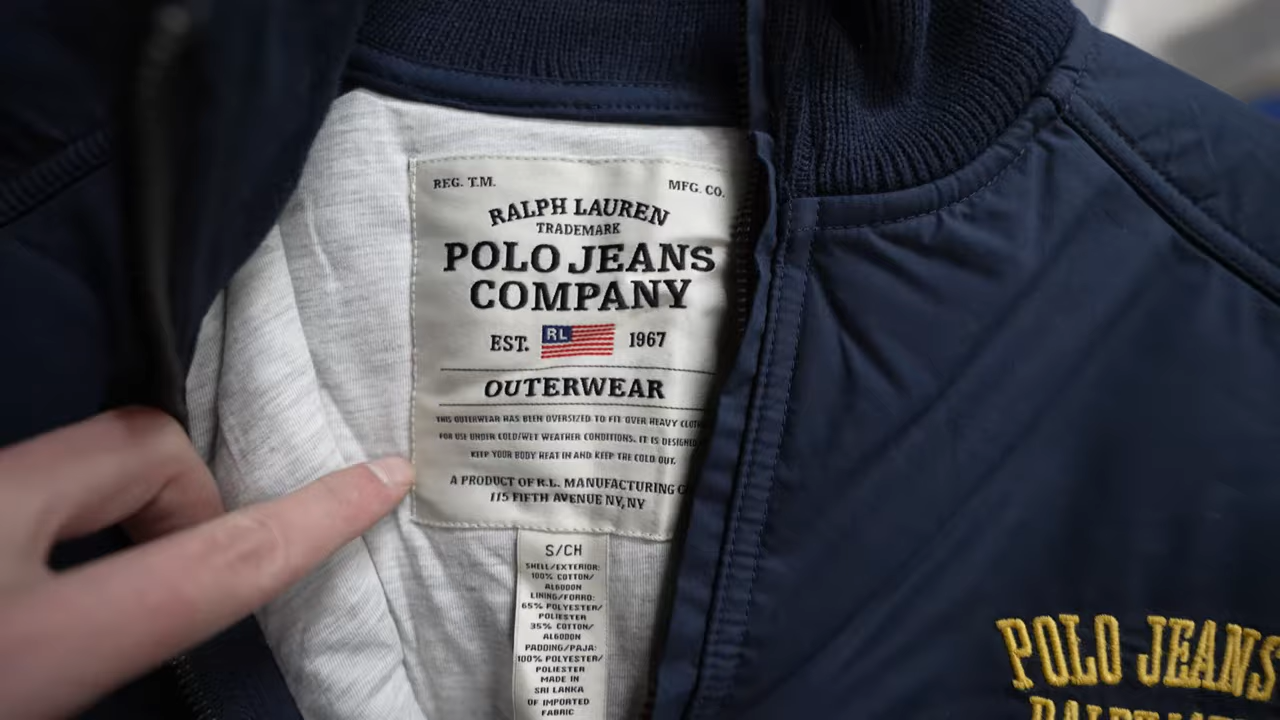 REG. T.M. MFG. CO.
RALPH LAUREN
TRADEMARK
POLO JEANS
COMPANY
EST. RL 1967
OUTERWEAR
THIS OUTERWEAR HAS BEEN OVERSIZED TO FIT OVER HEAVY
FOR USE UNDER COLD/WET WEATHER CONDITIONS. IT IS DESIGNED
KEEP YOUR BODY HEAT IN AND KEEP THE COLD OUT.
A PRODUCT OF R.L. MANUFACTURING
115 FIFTH AVENUE NY, NY
S/CH
SHELL/EXTERIOR:
100% COTTON/
ALGODON
LINING/FORRO:
65% POLYESTER/
POLIESTER
35% COTTON/
ALGODON
PADDING/PAJA:
100% POLYESTER/
POLIESTER
MADE IN
SRI LANKA
OF IMPORTED
FABRIC
POLO JEANS